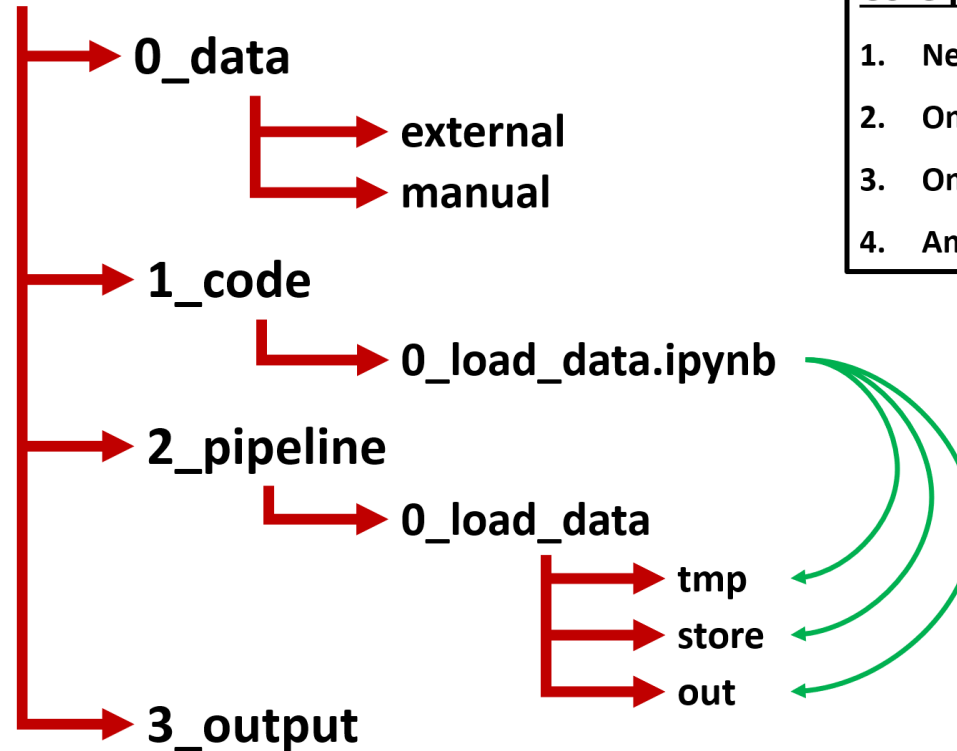 0_data
external
manual
1_code
0_load_data.ipynb
2_pipeline
0_load_data
tmp
store
out
3_output
1.
2.
3.
4.